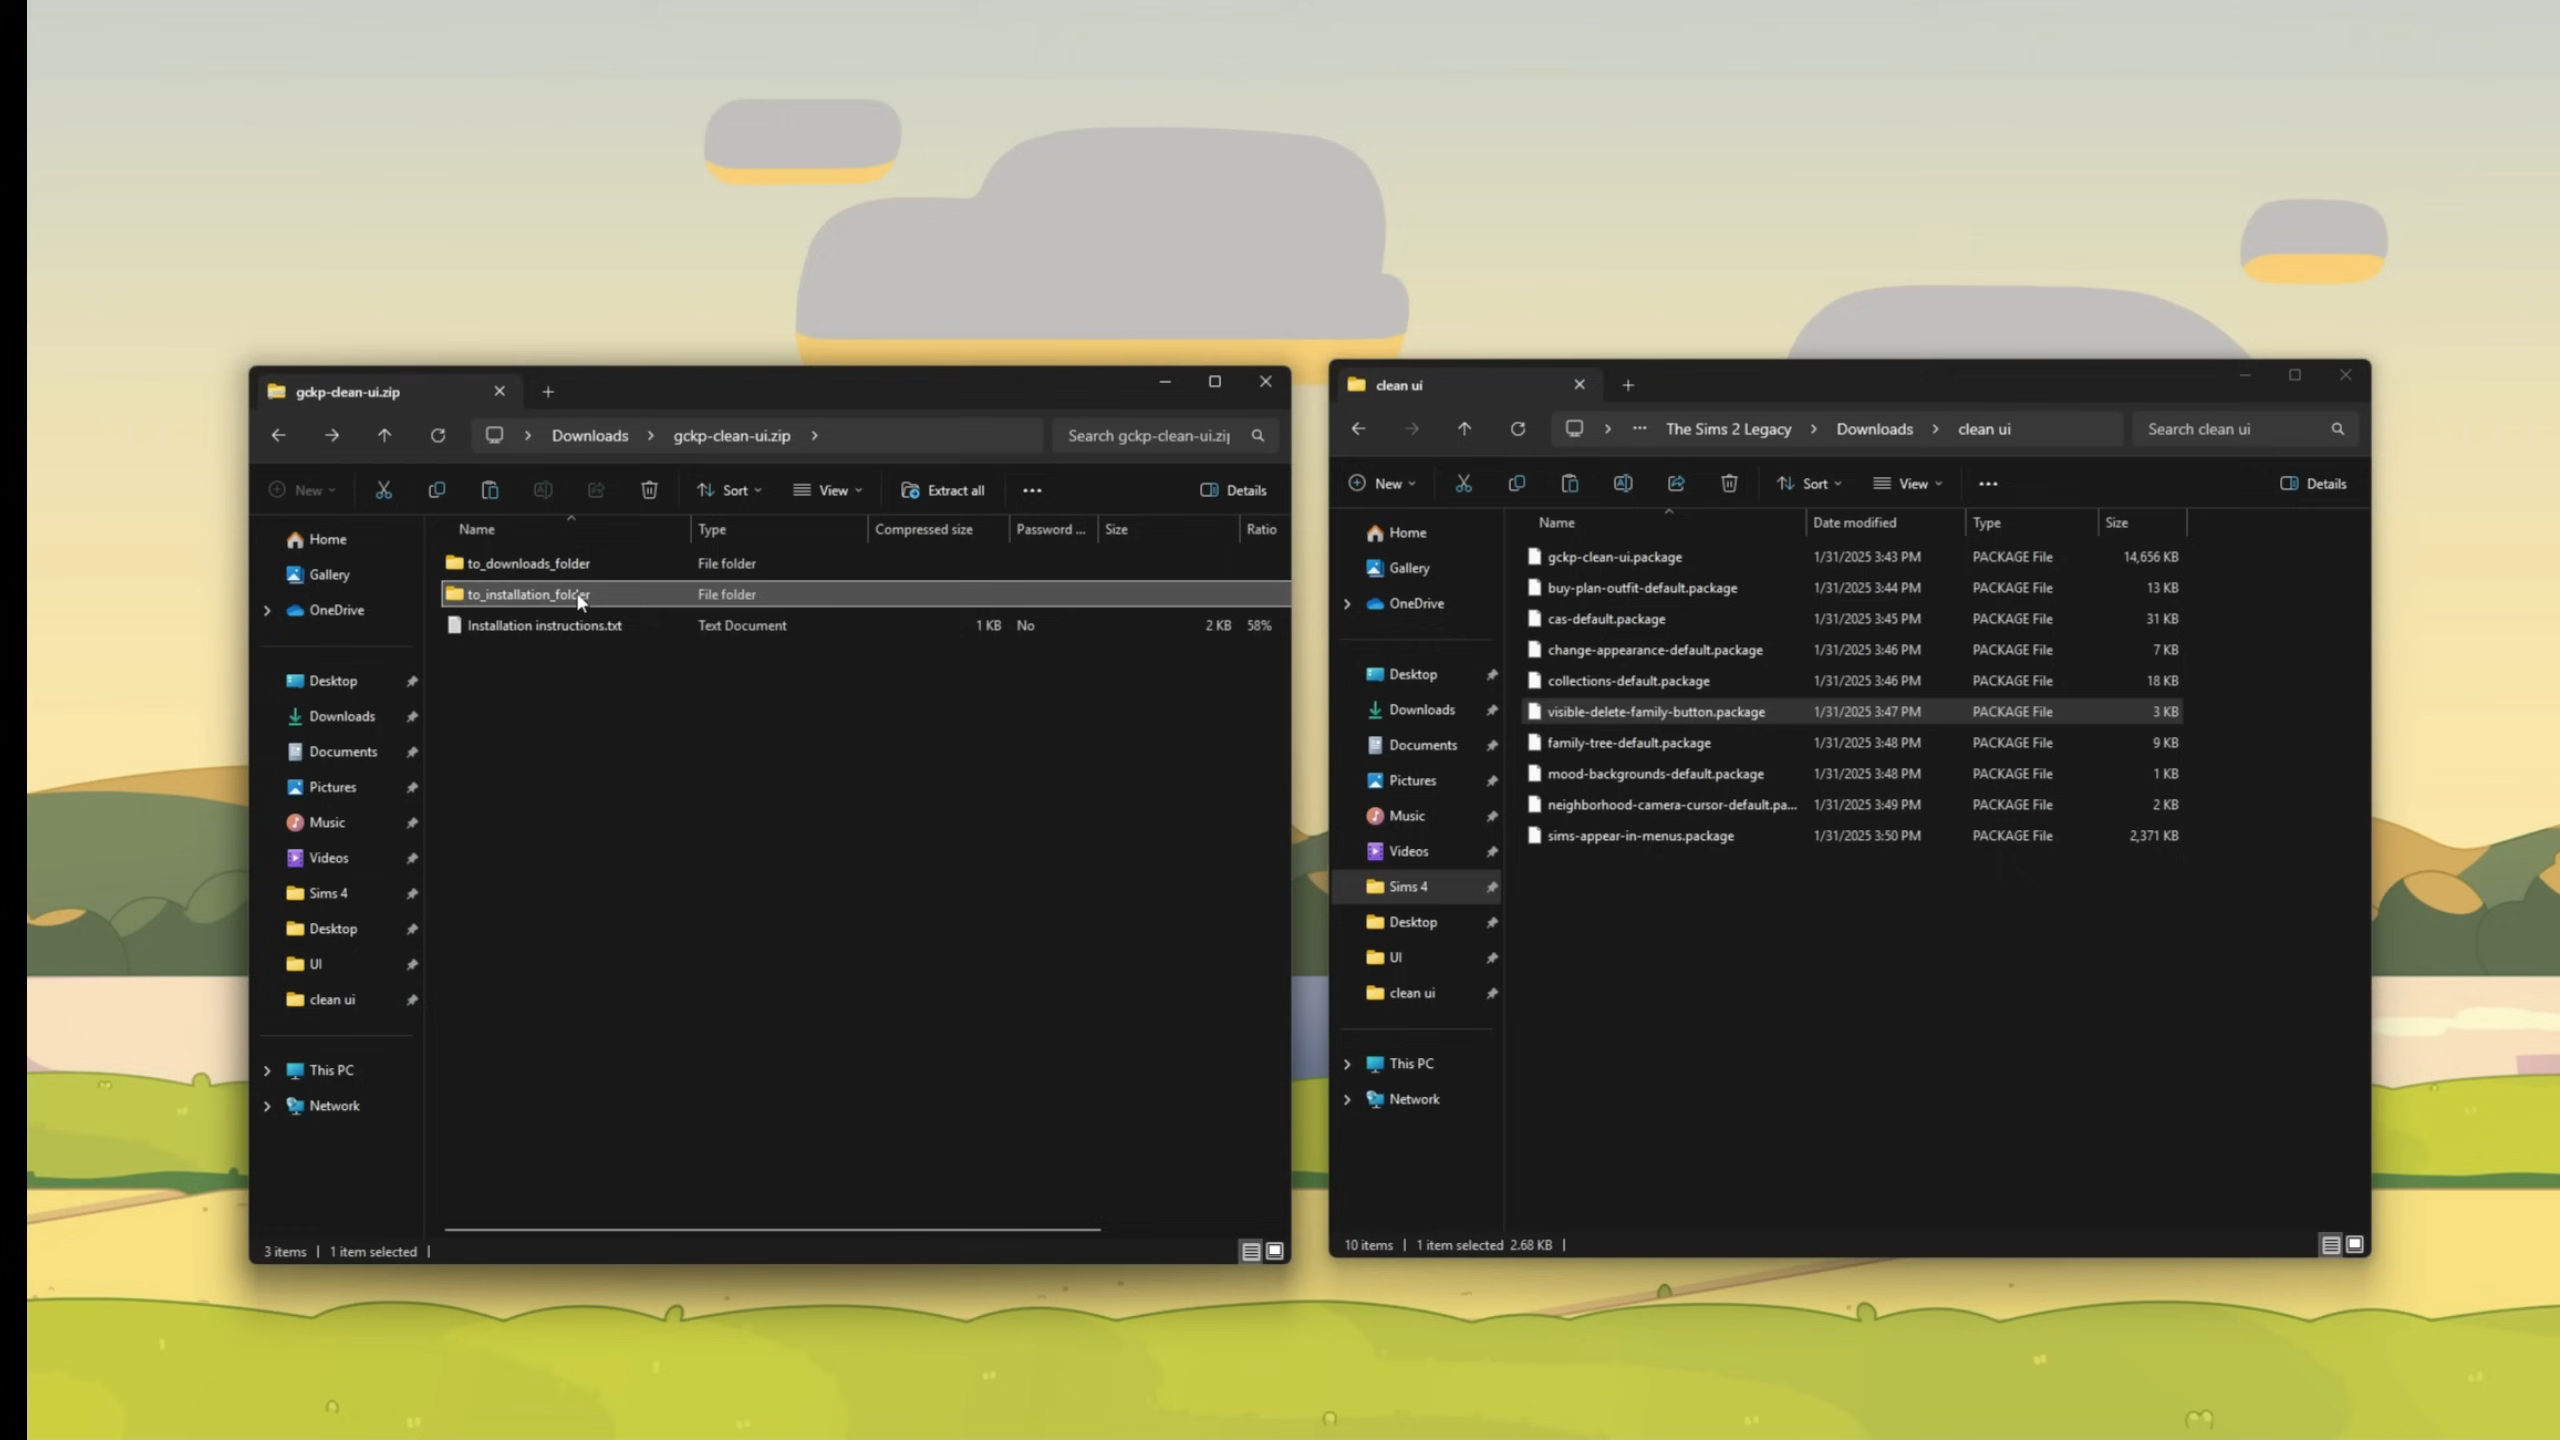 gckp-clean-ui.zip
Downloads > gckp-clean-ui.zip >
Search gckp-clean-ui.zi
New
Sort
View
Extract all
Details
Name Type Compressed size Password ... Size Ratio
to_downloads_folder File folder
to_installation_folder File folder
Installation instructions.txt Text Document 1 KB No 2 KB 58%
Home
Gallery
OneDrive
Desktop
Downloads
Documents
Pictures
Music
Videos
Sims 4
Desktop
UI
clean ui
This PC
Network
3 items | 1 item selected |
clean ui
... The Sims 2 Legacy > Downloads > clean ui
Search clean ui
New
Sort
View
...
Details
Name Date modified Type Size
gckp-clean-ui.package 1/31/2025 3:43 PM PACKAGE File 14,656 KB
buy-plan-outfit-default.package 1/31/2025 3:44 PM PACKAGE File 13 KB
cas-default.package 1/31/2025 3:45 PM PACKAGE File 31 KB
change-appearance-default.package 1/31/2025 3:46 PM PACKAGE File 7 KB
collections-default.package 1/31/2025 3:46 PM PACKAGE File 18 KB
visible-delete-family-button.package 1/31/2025 3:47 PM PACKAGE File 3 KB
family-tree-default.package 1/31/2025 3:48 PM PACKAGE File 9 KB
mood-backgrounds-default.package 1/31/2025 3:48 PM PACKAGE File 1 KB
neighborhood-camera-cursor-default.pa... 1/31/2025 3:49 PM PACKAGE File 2 KB
sims-appear-in-menus.package 1/31/2025 3:50 PM PACKAGE File 2,371 KB
Home
Gallery
OneDrive
Desktop
Downloads
Documents
Pictures
Music
Videos
Sims 4
Desktop
UI
clean ui
This PC
Network
10 items | 1 item selected 2.68 KB |